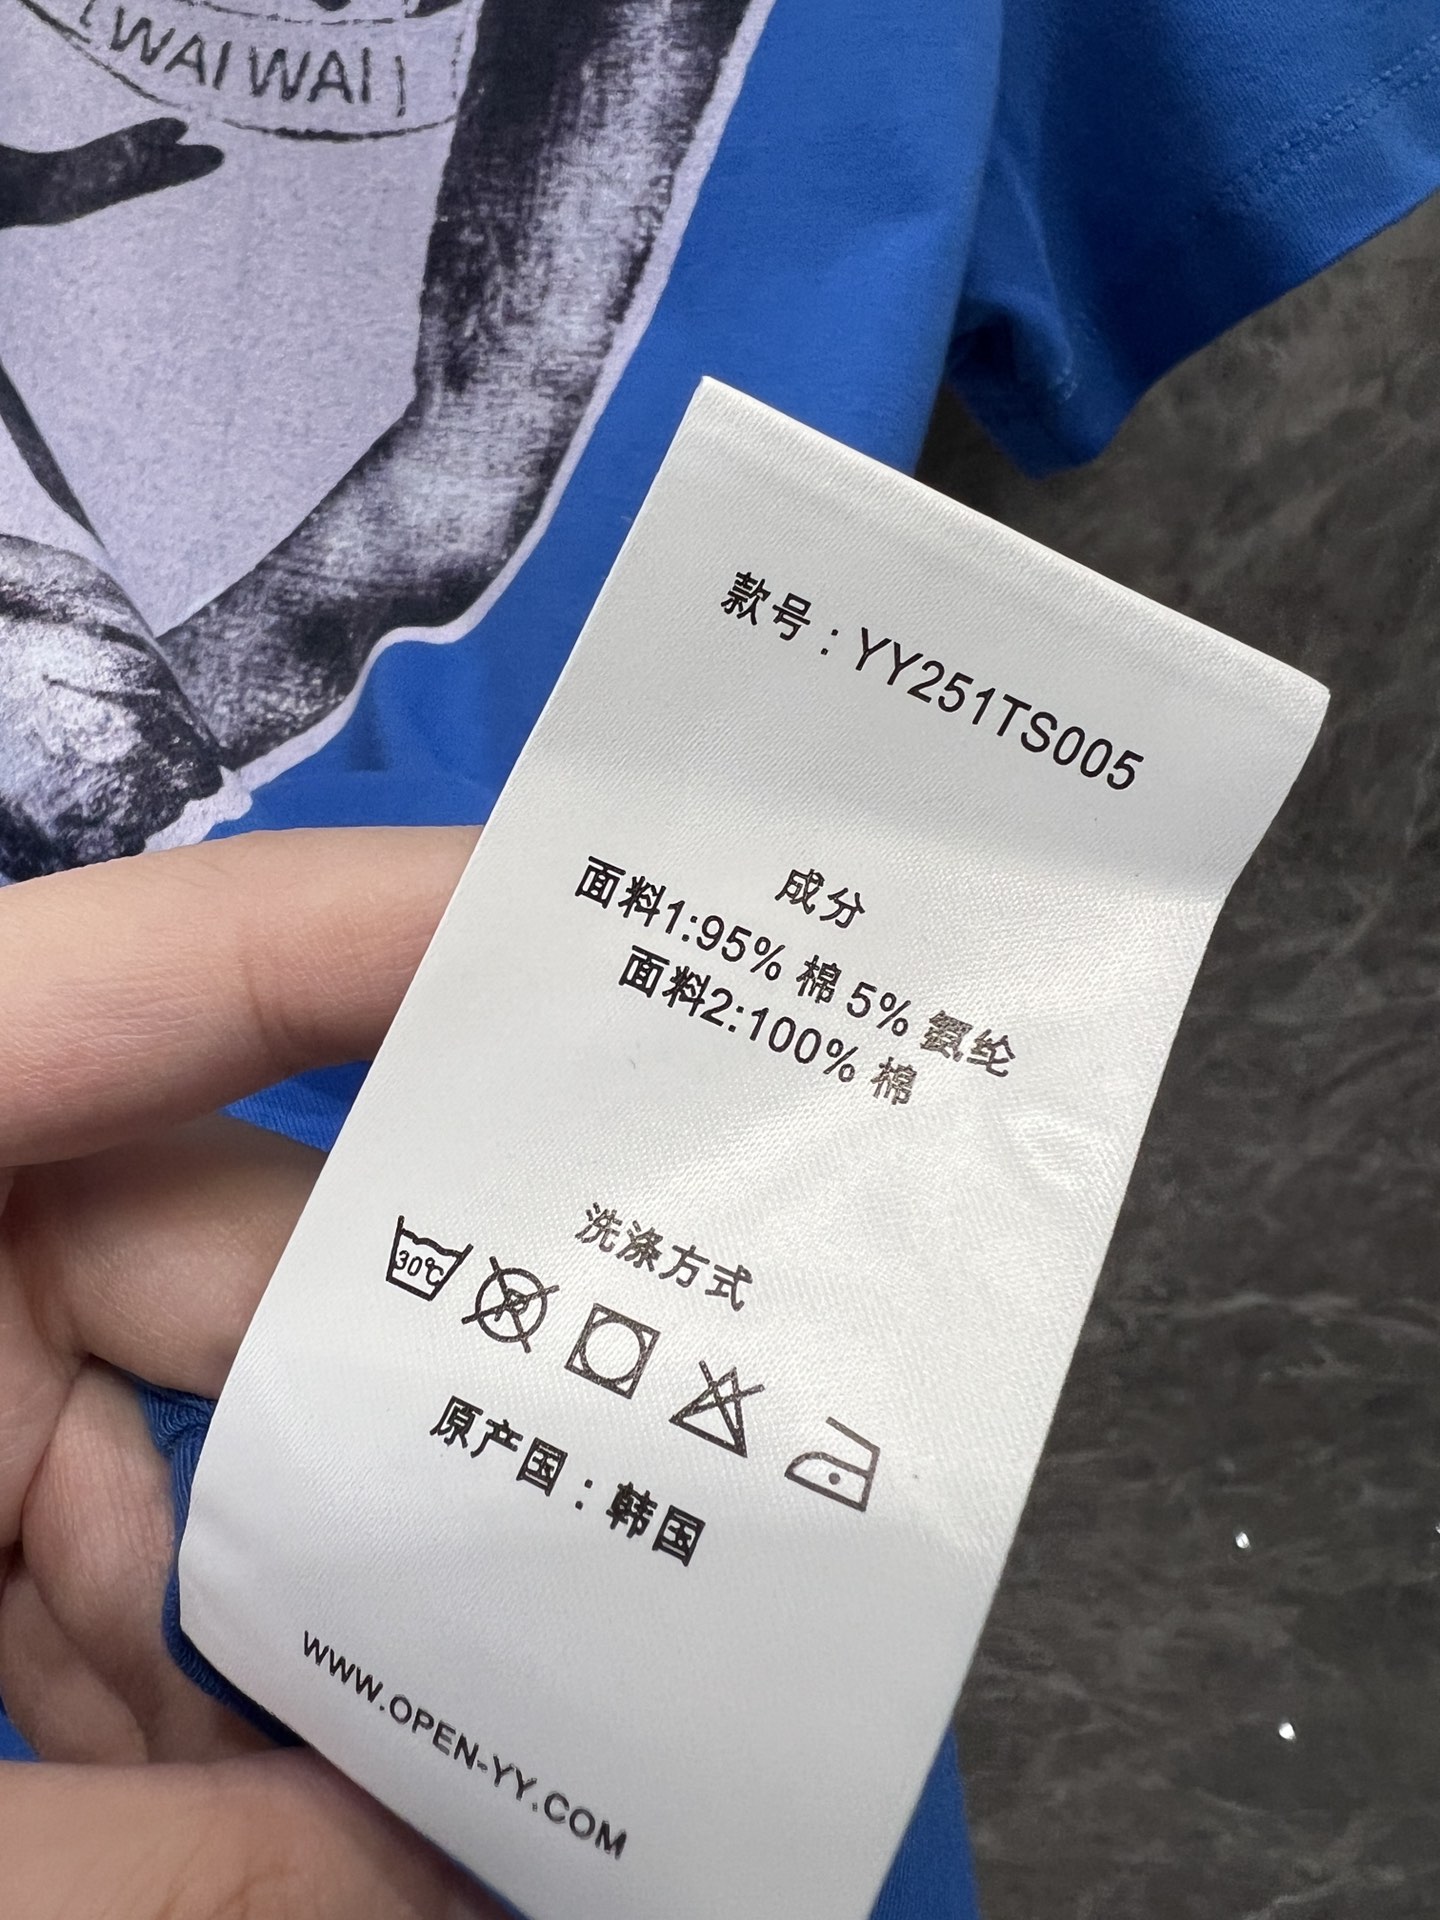 WAI WAI
款号：YY251TS005
成分
面料1:95% 棉 5% 氨纶
面料2:100% 棉
洗涤方式
30℃
P
原产国：韩国
WWW.OPEN-YY.COM